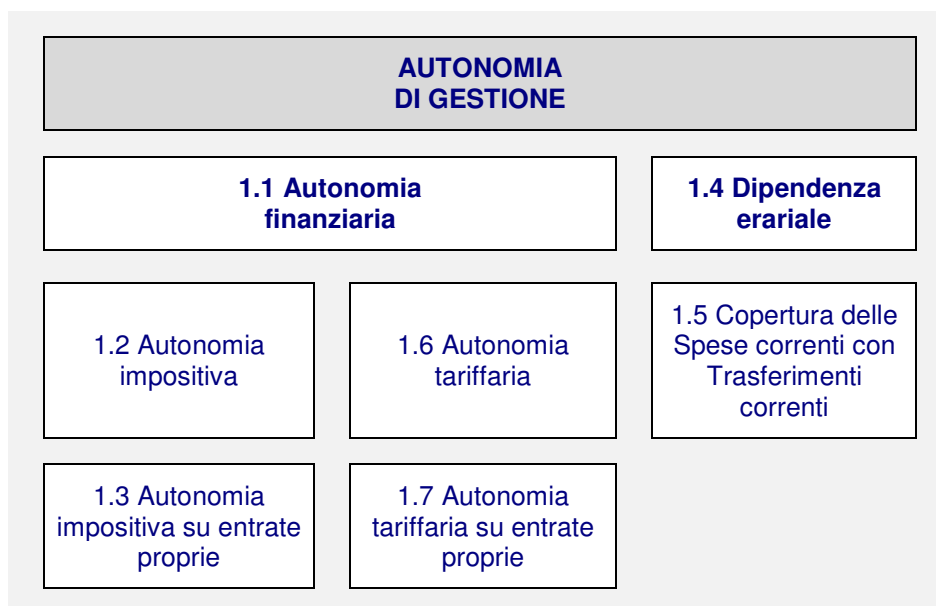 AUTONOMIA
DI GESTIONE
1.1 Autonomia
finanziaria
1.4 Dipendenza
erariale
1.2 Autonomia
impositiva
1.6 Autonomia
tariffaria
1.5 Copertura delle
Spese correnti con
Trasferimenti
correnti
1.3 Autonomia
impositiva su entrate
proprie
1.7 Autonomia
tariffaria su entrate
proprie